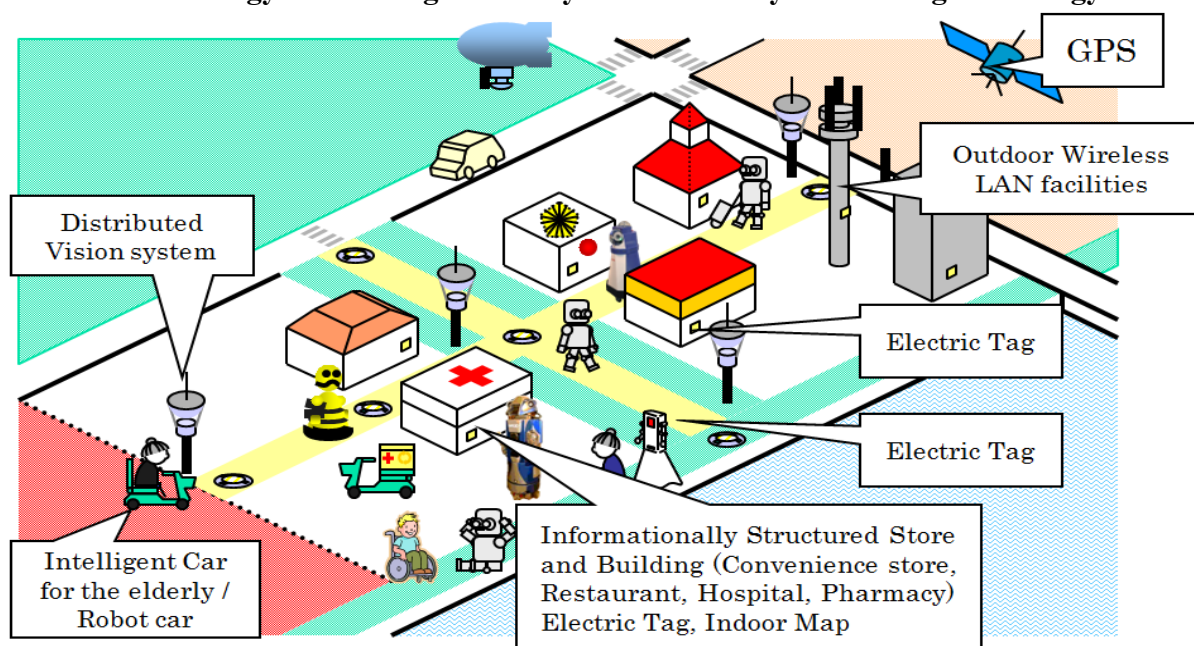 GPS
Outdoor Wireless
LAN facilities
Distributed
Vision system
Electric Tag
Electric Tag
Intelligent Car
for the elderly /
Robot car
Informationally Structured Store
and Building (Convenience store,
Restaurant, Hospital, Pharmacy)
Electric Tag, Indoor Map